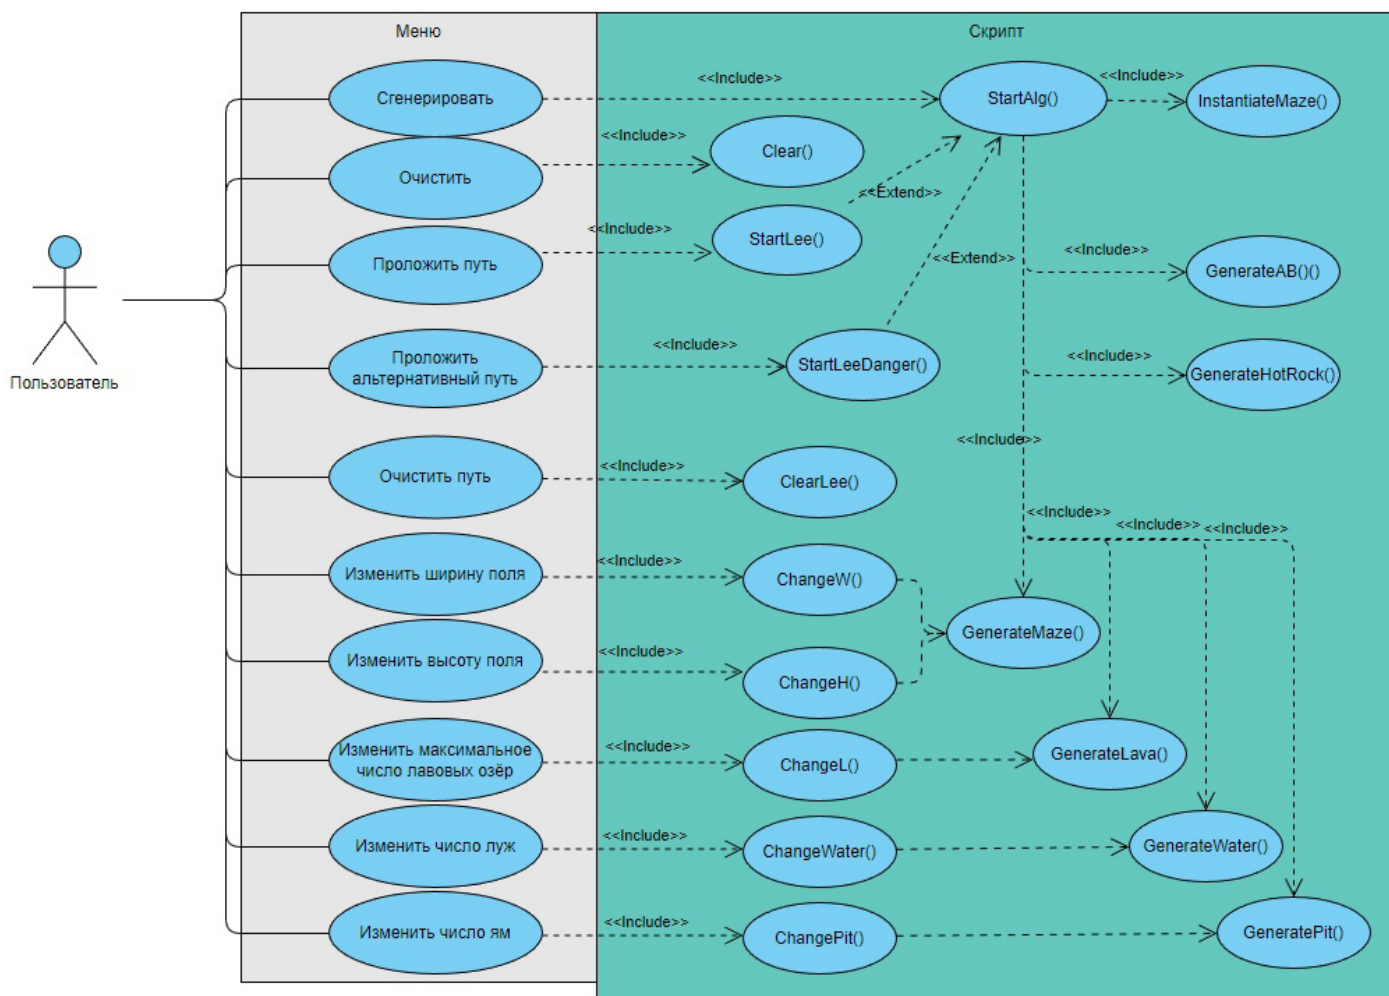 Меню
Скрипт
Сгенерировать
<<Include>>
StartAlg()
<<Include>>
InstantiateMaze()
Очистить
<<Include>>
Clear()
<<Extend>>
Проложить путь
<<Include>>
StartLee()
<<Extend>>
<<Include>>
GenerateAB()()
Пользователь
Проложить
альтернативный путь
<<Include>>
StartLeeDanger()
<<Include>>
GenerateHotRock()
<<Include>>
Очистить путь
<<Include>>
ClearLee()
<<Include>>
<<Include>>
<<Include>>
Изменить ширину поля
<<Include>>
ChangeW()
GenerateMaze()
Изменить высоту поля
<<Include>>
ChangeH()
Изменить максимальное
число лавовых озёр
<<Include>>
ChangeL()
GenerateLava()
Изменить число луж
<<Include>>
ChangeWater()
GenerateWater()
Изменить число ям
<<Include>>
ChangePit()
GeneratePit()